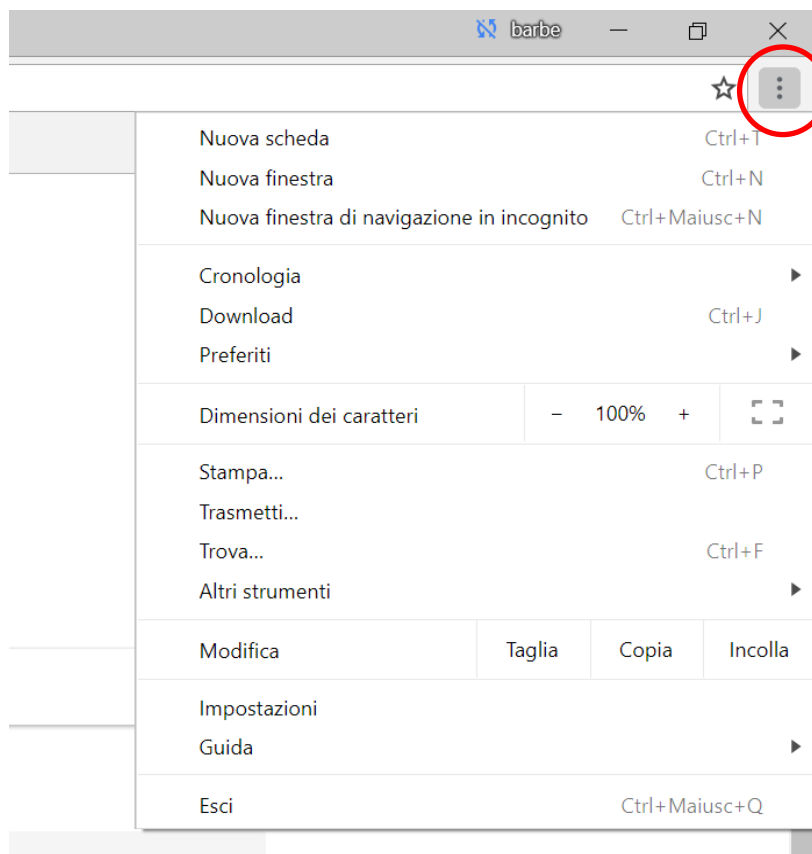 barbe
Nuova scheda Ctrl+T
Nuova finestra Ctrl+N
Nuova finestra di navigazione in incognito Ctrl+Maiusc+N
Cronologia
Download Ctrl+J
Preferiti
Dimensioni dei caratteri - 100% +
Stampa... Ctrl+P
Trasmetti...
Trova... Ctrl+F
Altri strumenti
Modifica Taglia Copia Incolla
Impostazioni
Guida
Esci Ctrl+Maiusc+Q